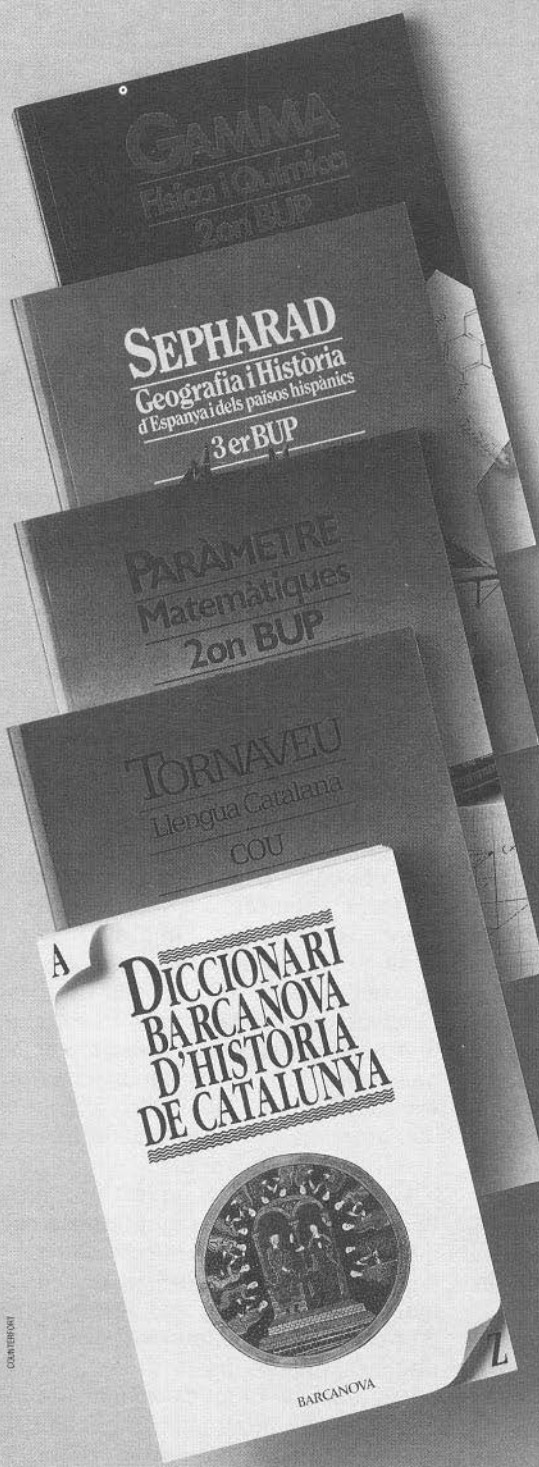 GAMMA
Física i Química
2on BUP
SEPHARAD
Geografia i Història
d'Espanya i dels països hispànics
3er BUP
PARÀMETRE
Matemàtiques
2on BUP
TORNAVEU
Llengua Catalana
COU
A
DICCIONARI
BARCANOVA
D'HISTÒRIA
DE CATALUNYA
BARCANOVA
Z
COUNTERFORT